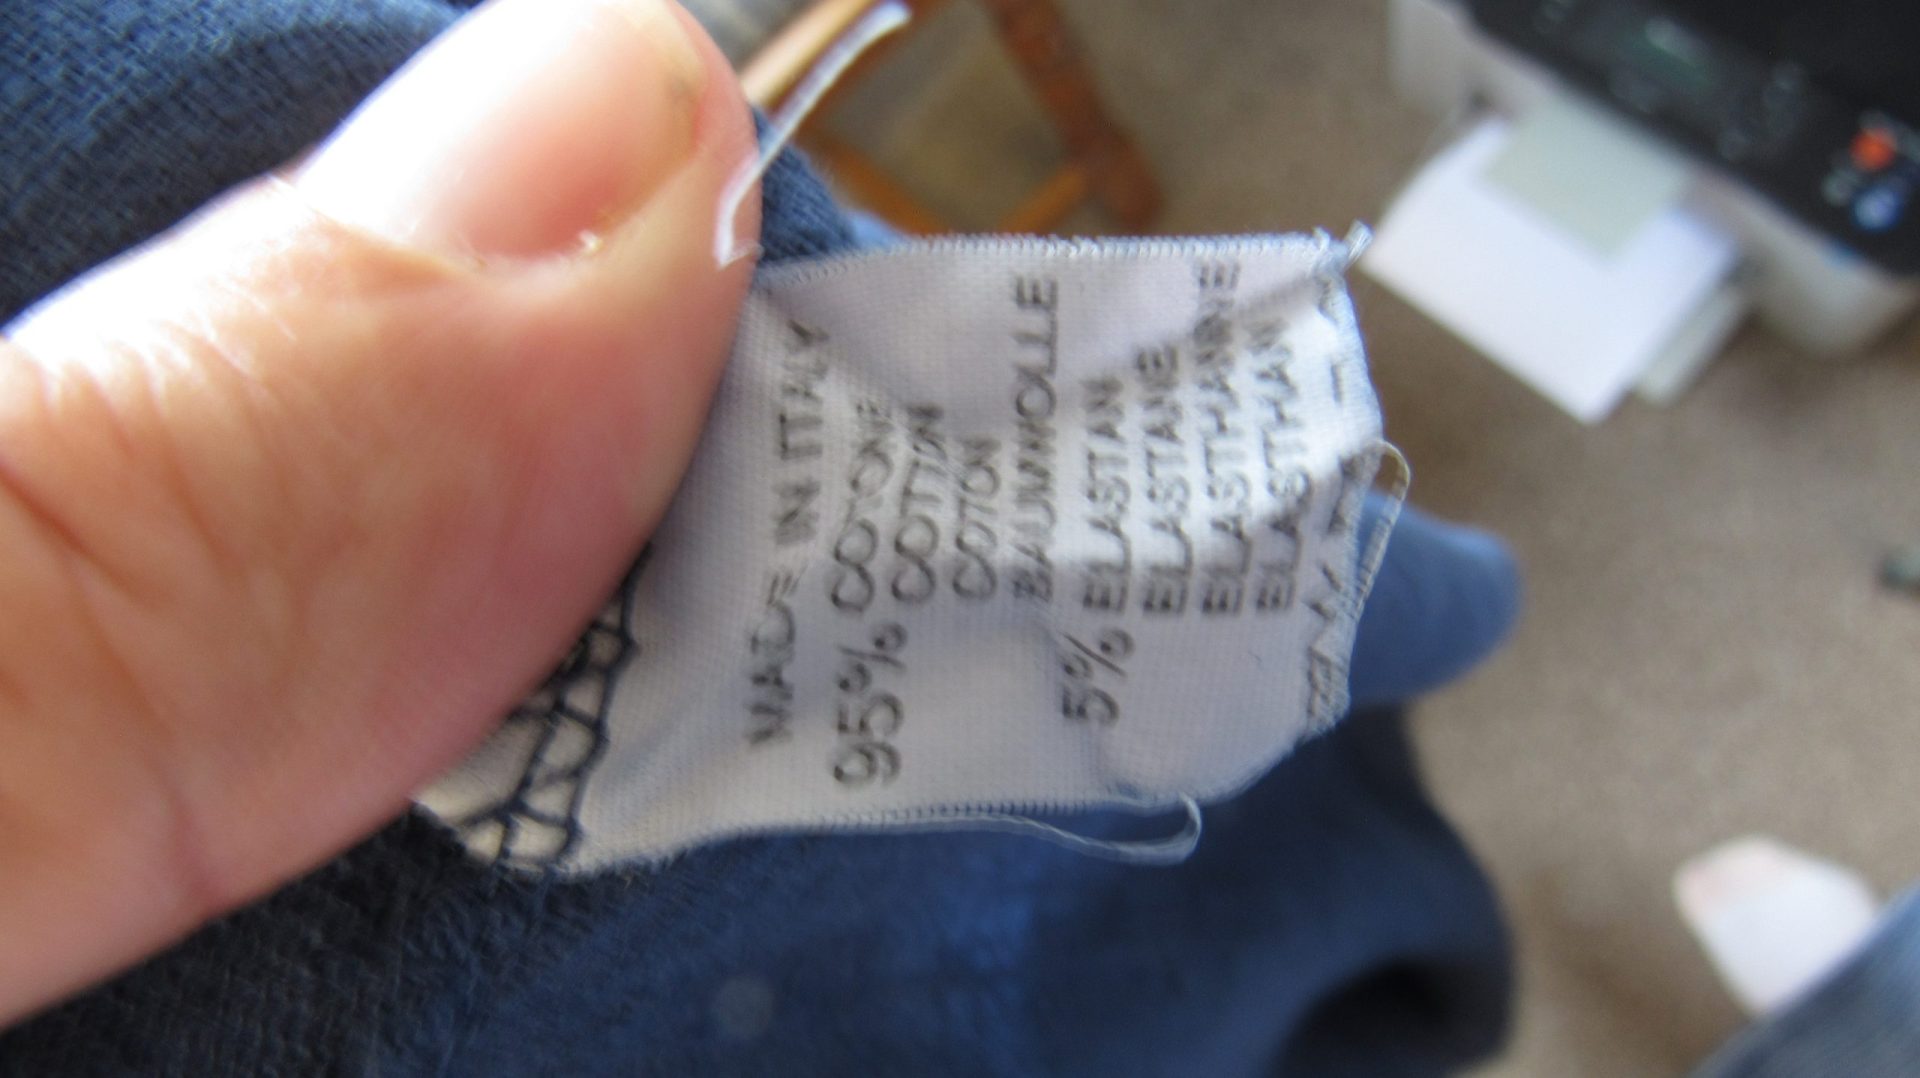 MADE IN ITALY
95% COTONE
COTTON
COTON
BAUMWOLLE
5% ELASTAN
ELASTANE
ELASTHANNE
ELASTHAN